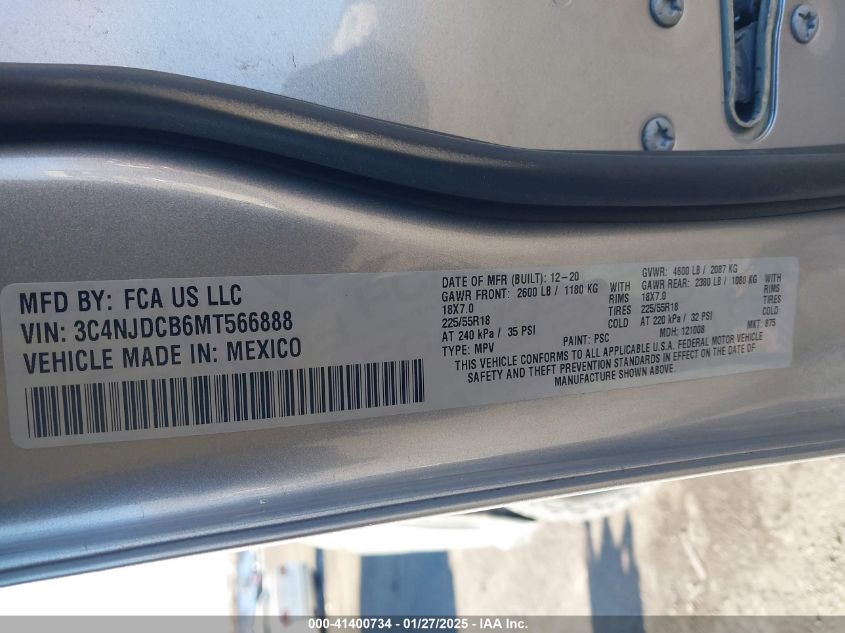 MFD BY: FCA US LLC
VIN: 3C4NJDCB6MT566888
VEHICLE MADE IN: MEXICO
DATE OF MFR (BUILT): 12-20
GAWR FRONT: 2600 LB / 1180 KG WITH
18X7.0 RIMS
225/55R18 TIRES
AT 240 kPa / 35 PSI COLD
TYPE: MPV
GVWR: 4600 LB / 2087 KG
GAWR REAR: 2380 LB / 1080 KG WITH
18X7.0 RIMS
225/55R18 TIRES
AT 220 kPa / 32 PSI COLD
PAINT: PSC MDH: 121008 MKT: 875
THIS VEHICLE CONFORMS TO ALL APPLICABLE U.S.A. FEDERAL MOTOR VEHICLE
SAFETY AND THEFT PREVENTION STANDARDS IN EFFECT ON THE DATE OF
MANUFACTURE SHOWN ABOVE.
000-41400734 - 01/27/2025 - IAA Inc.